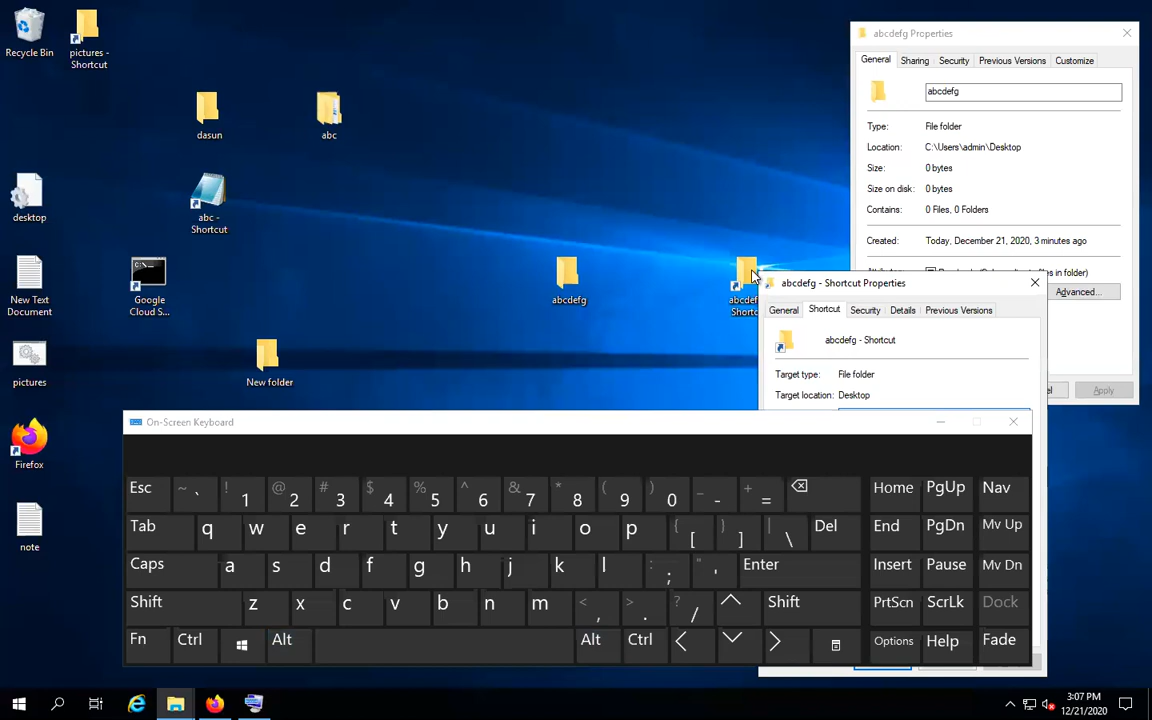 Recycle Bin
pictures -
Shortcut
dasun
abc
desktop
abc -
Shortcut
New Text
Document
C:\_
Google
Cloud S...
abcdefg
Shortc
pictures
New folder
Firefox
note
abcdefg Properties
General Sharing Security Previous Versions Customize
abcdefg
Type: File folder
Location: C:\Users\admin\Desktop
Size: 0 bytes
Size on disk: 0 bytes
Contains: 0 Files, 0 Folders
Created: Today, December 21, 2020, 3 minutes ago
Advanced...
Apply
abcdefg - Shortcut Properties
General Shortcut Security Details Previous Versions
abcdefg - Shortcut
Target type: File folder
Target location: Desktop
On-Screen Keyboard
Esc ~ ` ! 1 @ 2 # 3 $ 4 % 5 ^ 6 & 7 * 8 ( 9 ) 0 _ - + = Home PgUp Nav
Tab q w e r t y u i o p { [ } ] | \ Del End PgDn Mv Up
Caps a s d f g h j k l : ; " ' Enter Insert Pause Mv Dn
Shift z x c v b n m < , > . ? / Shift PrtScn ScrLk Dock
Fn Ctrl Alt Alt Ctrl Options Help Fade
3:07 PM
12/21/2020